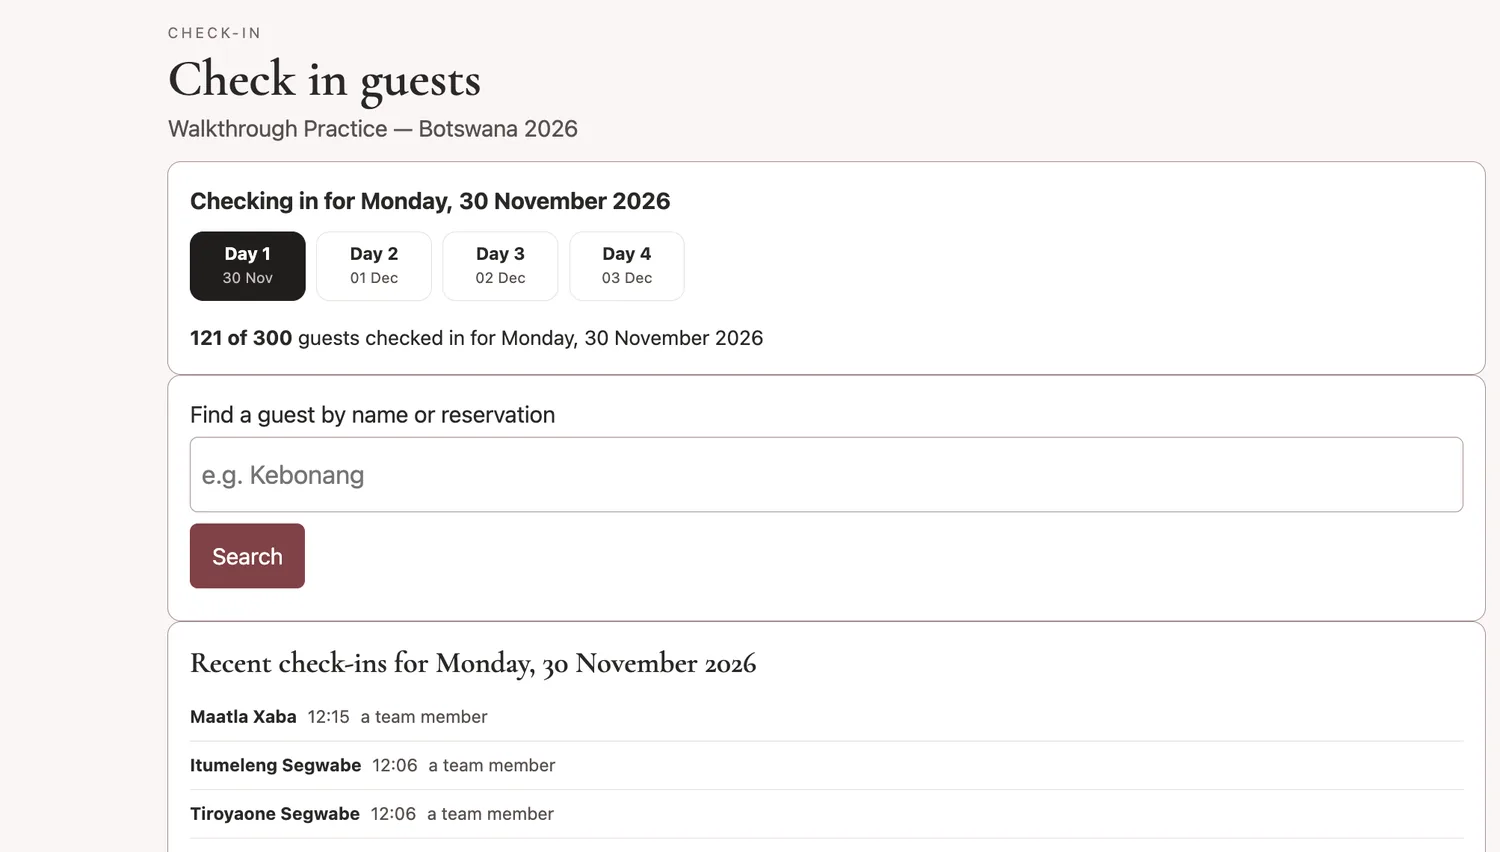 CHECK-IN
Check in guests
Walkthrough Practice — Botswana 2026
Checking in for Monday, 30 November 2026
Day 1 Day 2 Day 3 Day 4
30 Nov 01 Dec 02 Dec 03 Dec
121 of 300 guests checked in for Monday, 30 November 2026
Find a guest by name or reservation
e.g. Kebonang
Search
Recent check-ins for Monday, 30 November 2026
Maatla Xaba 12:15 a team member
Itumeleng Segwabe 12:06 a team member
Tiroyaone Segwabe 12:06 a team member